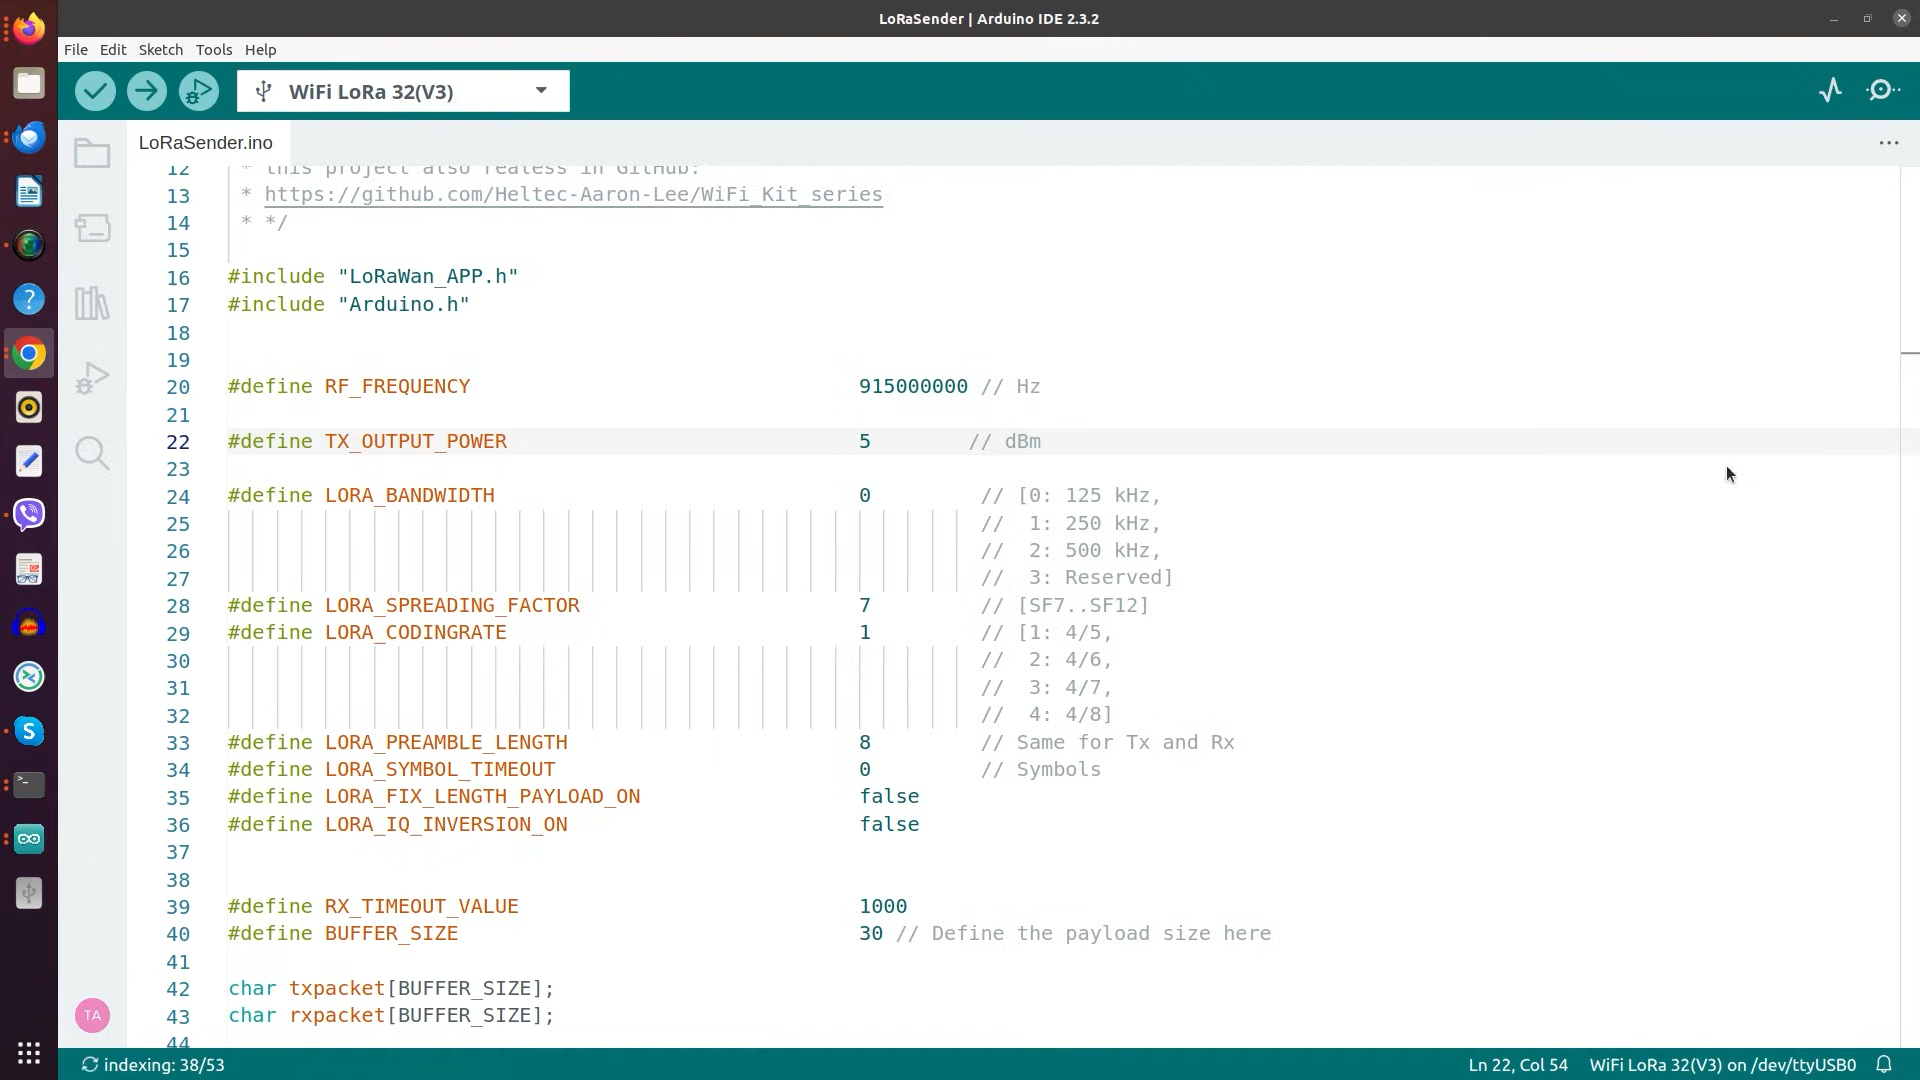 LoRaSender | Arduino IDE 2.3.2
File Edit Sketch Tools Help
WiFi LoRa 32(V3)
LoRaSender.ino
12 * this project also realess in GitHub:
13 * https://github.com/Heltec-Aaron-Lee/WiFi_Kit_series
14 * */
15
16 #include "LoRaWan_APP.h"
17 #include "Arduino.h"
18
19
20 #define RF_FREQUENCY 915000000 // Hz
21
22 #define TX_OUTPUT_POWER 5 // dBm
23
24 #define LORA_BANDWIDTH 0 // [0: 125 kHz,
25 // 1: 250 kHz,
26 // 2: 500 kHz,
27 // 3: Reserved]
28 #define LORA_SPREADING_FACTOR 7 // [SF7..SF12]
29 #define LORA_CODINGRATE 1 // [1: 4/5,
30 // 2: 4/6,
31 // 3: 4/7,
32 // 4: 4/8]
33 #define LORA_PREAMBLE_LENGTH 8 // Same for Tx and Rx
34 #define LORA_SYMBOL_TIMEOUT 0 // Symbols
35 #define LORA_FIX_LENGTH_PAYLOAD_ON false
36 #define LORA_IQ_INVERSION_ON false
37
38
39 #define RX_TIMEOUT_VALUE 1000
40 #define BUFFER_SIZE 30 // Define the payload size here
41
42 char txpacket[BUFFER_SIZE];
43 char rxpacket[BUFFER_SIZE];
44
TA
indexing: 38/53 Ln 22, Col 54 WiFi LoRa 32(V3) on /dev/ttyUSB0